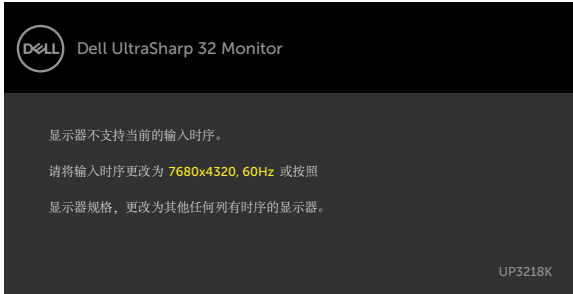 DELL
Dell UltraSharp 32 Monitor
显示器不支持当前的输入时序。
请将输入时序更改为 7680x4320, 60Hz 或按照
显示器规格，更改为其他任何列有时序的显示器。
UP3218K